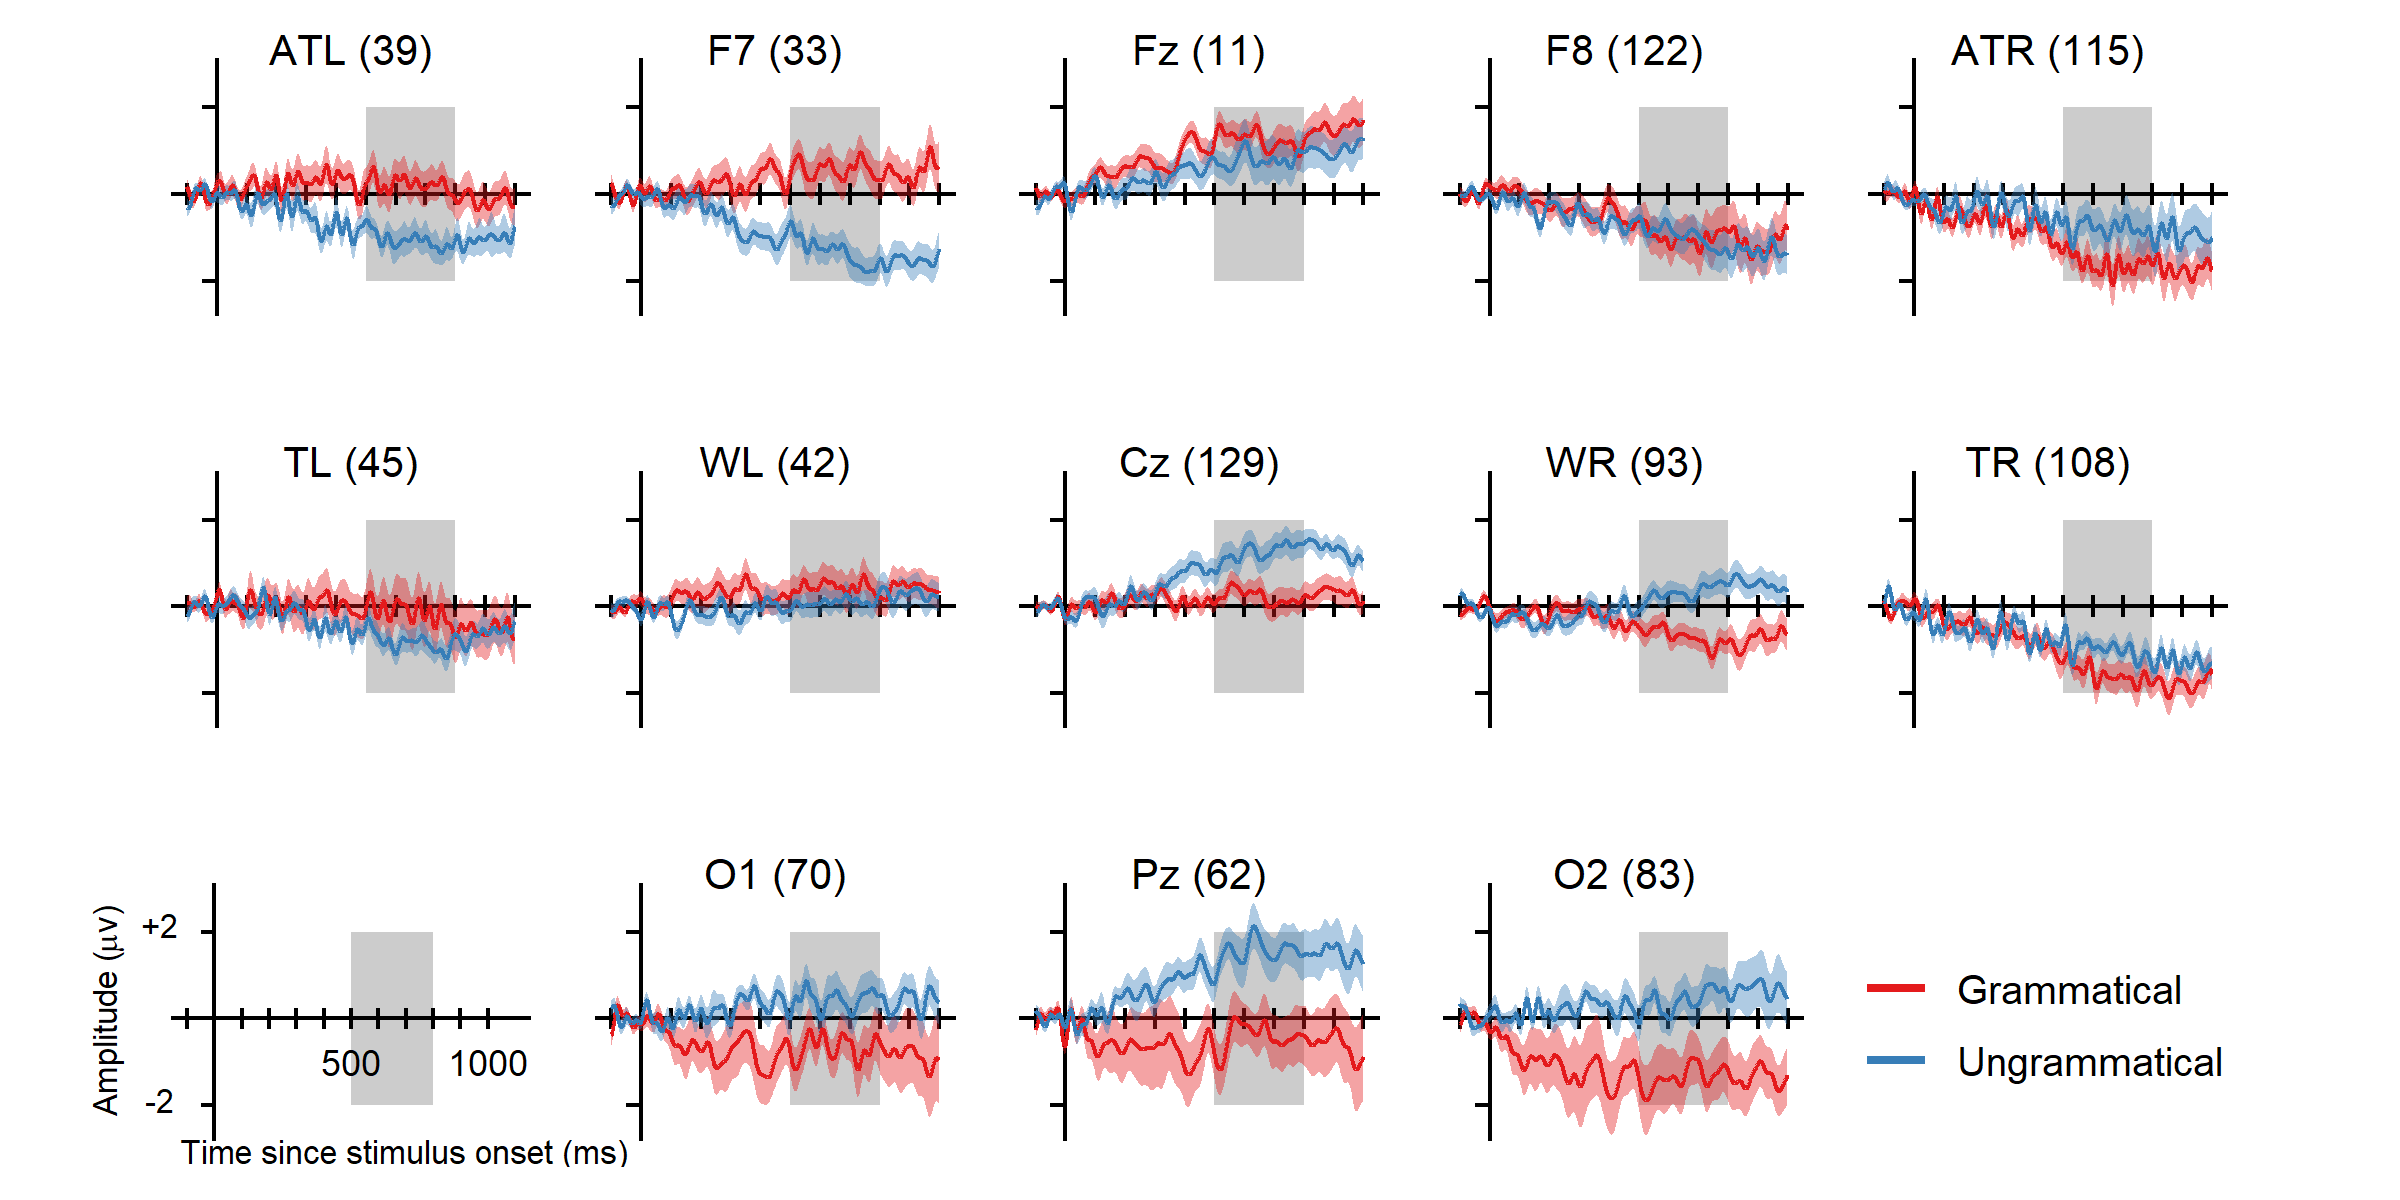 ATL (39)
F7 (33)
Fz (11)
F8 (122)
ATR (115)
TL (45)
WL (42)
Cz (129)
WR (93)
TR (108)
O1 (70)
Pz (62)
O2 (83)
Amplitude (μv)
+2
-2
500
1000
Time since stimulus onset (ms)
Grammatical
Ungrammatical